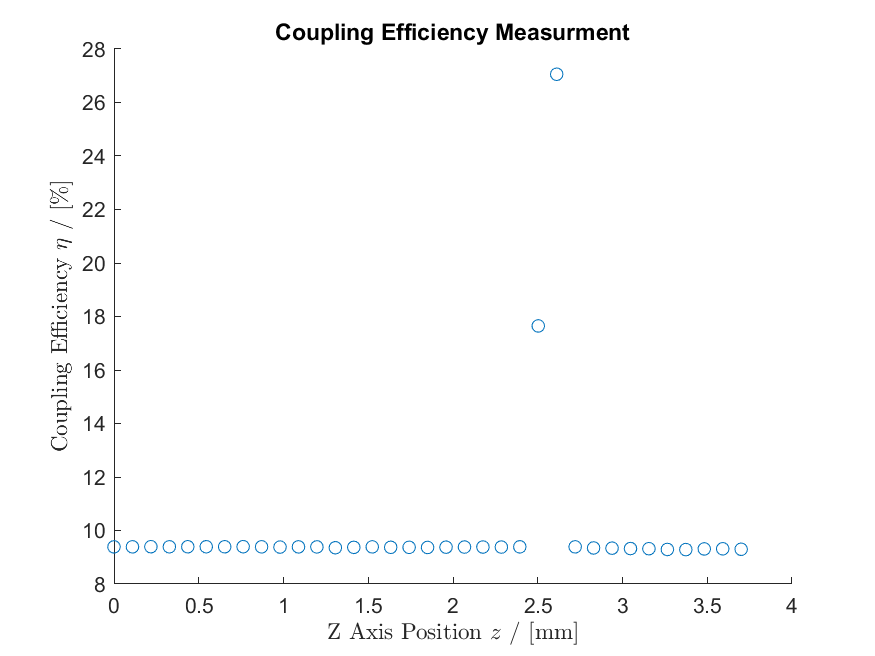 Coupling Efficiency Measurment
28
26
24
22
20
18
16
14
12
10
8
Coupling Efficiency η / [%]
0 0.5 1 1.5 2 2.5 3 3.5 4
Z Axis Position z / [mm]